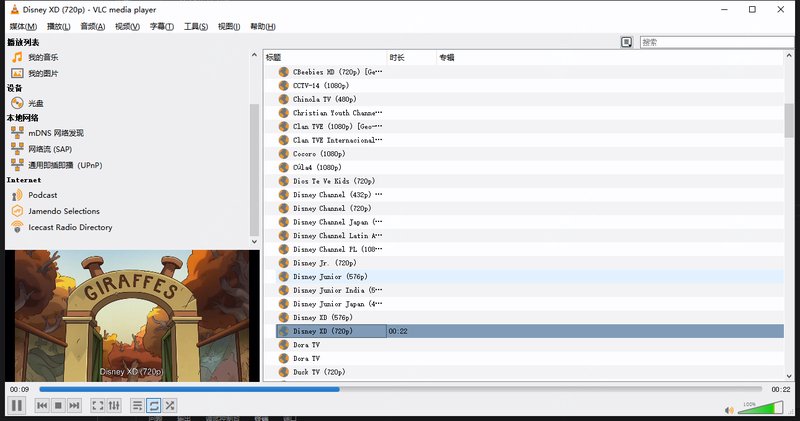 Disney XD (720p) - VLC media player
媒体(M) 播放(L) 音频(A) 视频(V) 字幕(T) 工具(S) 视图(I) 帮助(H)
播放列表
我的音乐
我的图片
设备
光盘
本地网络
mDNS 网络发现
网络流 (SAP)
通用即插即播 (UPnP)
Internet
Podcast
Jamendo Selections
Icecast Radio Directory
GIRAFFES
Disney XD (720p)
搜索
标题 时长 专辑
CBeebies HD (720p) [Ge…
CCTV-14 (1080p)
Chinola TV (480p)
Christian Youth Channe…
Clan TVE (1080p) [Geo-…
Clan TVE Internacional…
Cocoro (1080p)
Cúla4 (1080p)
Dios Te Ve Kids (720p)
Disney Channel (432p) …
Disney Channel (720p)
Disney Channel Japan (…
Disney Channel Latin A…
Disney Channel PL (108…
Disney Jr. (720p)
Disney Junior (576p)
Disney Junior India (5…
Disney Junior Japan (4…
Disney XD (576p)
Disney XD (720p) 00:22
Dora TV
Dora TV
Duck TV (720p)
00:09 00:22
100%